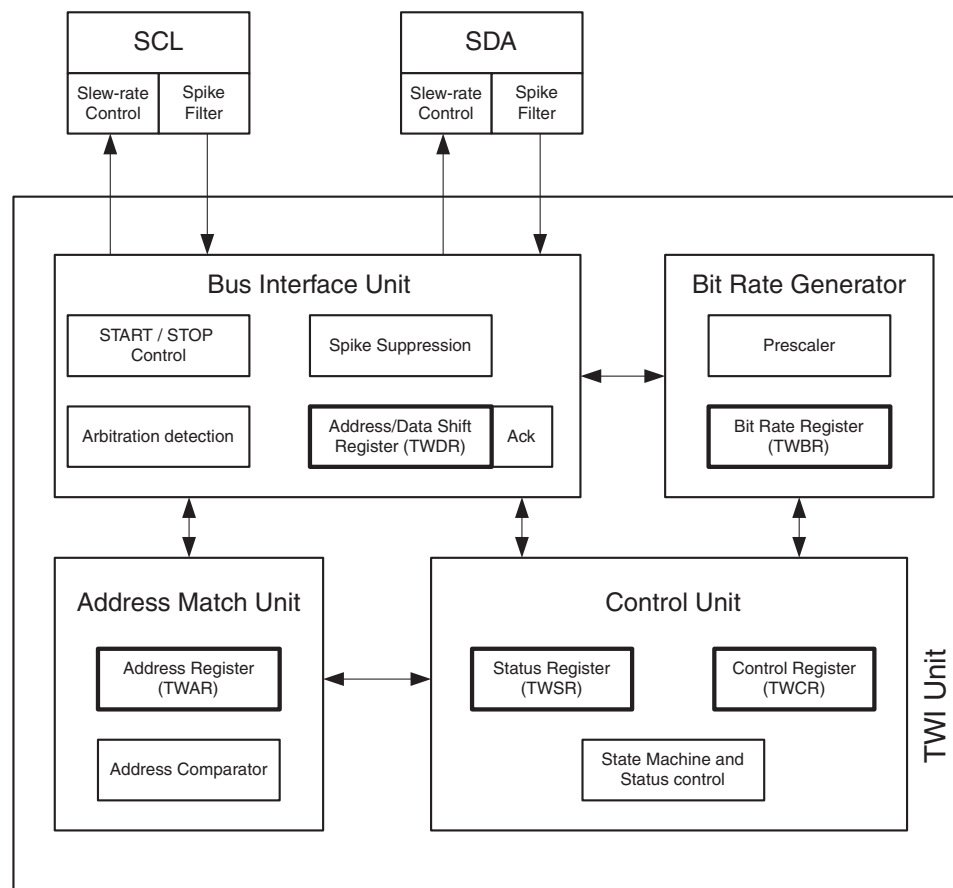 SCL
Slew-rate
Control
Spike
Filter
SDA
Slew-rate
Control
Spike
Filter
Bus Interface Unit
START / STOP
Control
Spike Suppression
Arbitration detection
Address/Data Shift
Register (TWDR)
Ack
Bit Rate Generator
Prescaler
Bit Rate Register
(TWBR)
Address Match Unit
Address Register
(TWAR)
Address Comparator
Control Unit
Status Register
(TWSR)
Control Register
(TWCR)
State Machine and
Status control
TWI Unit